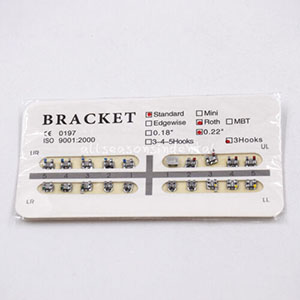 Standard Mini
BRACKET Edgewise Roth MBT
CE 0197 0.18" 0.22"
ISO 9001:2000 3-4-5Hooks 3Hooks
UR UL
5 4 3 2 1 1 2 3 4 5
LR LL